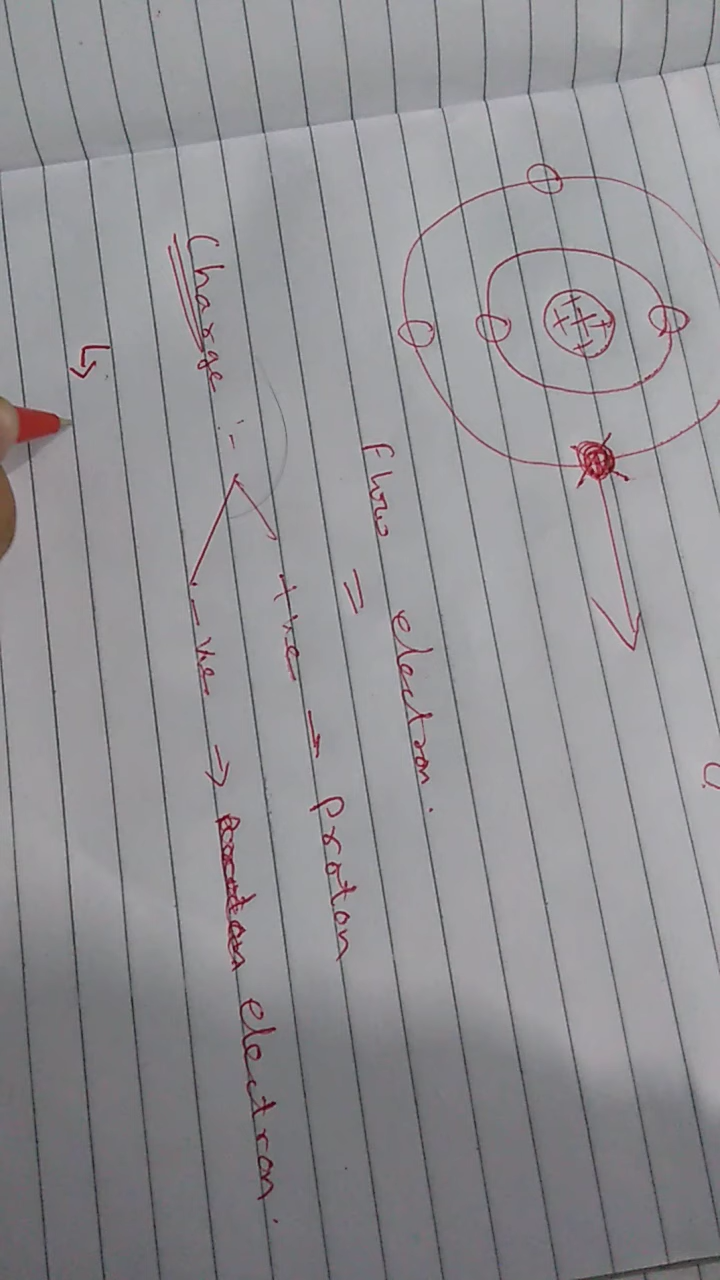 + + + + +
flow electron.
Charge :-
+ve → proton
-ve → electron.